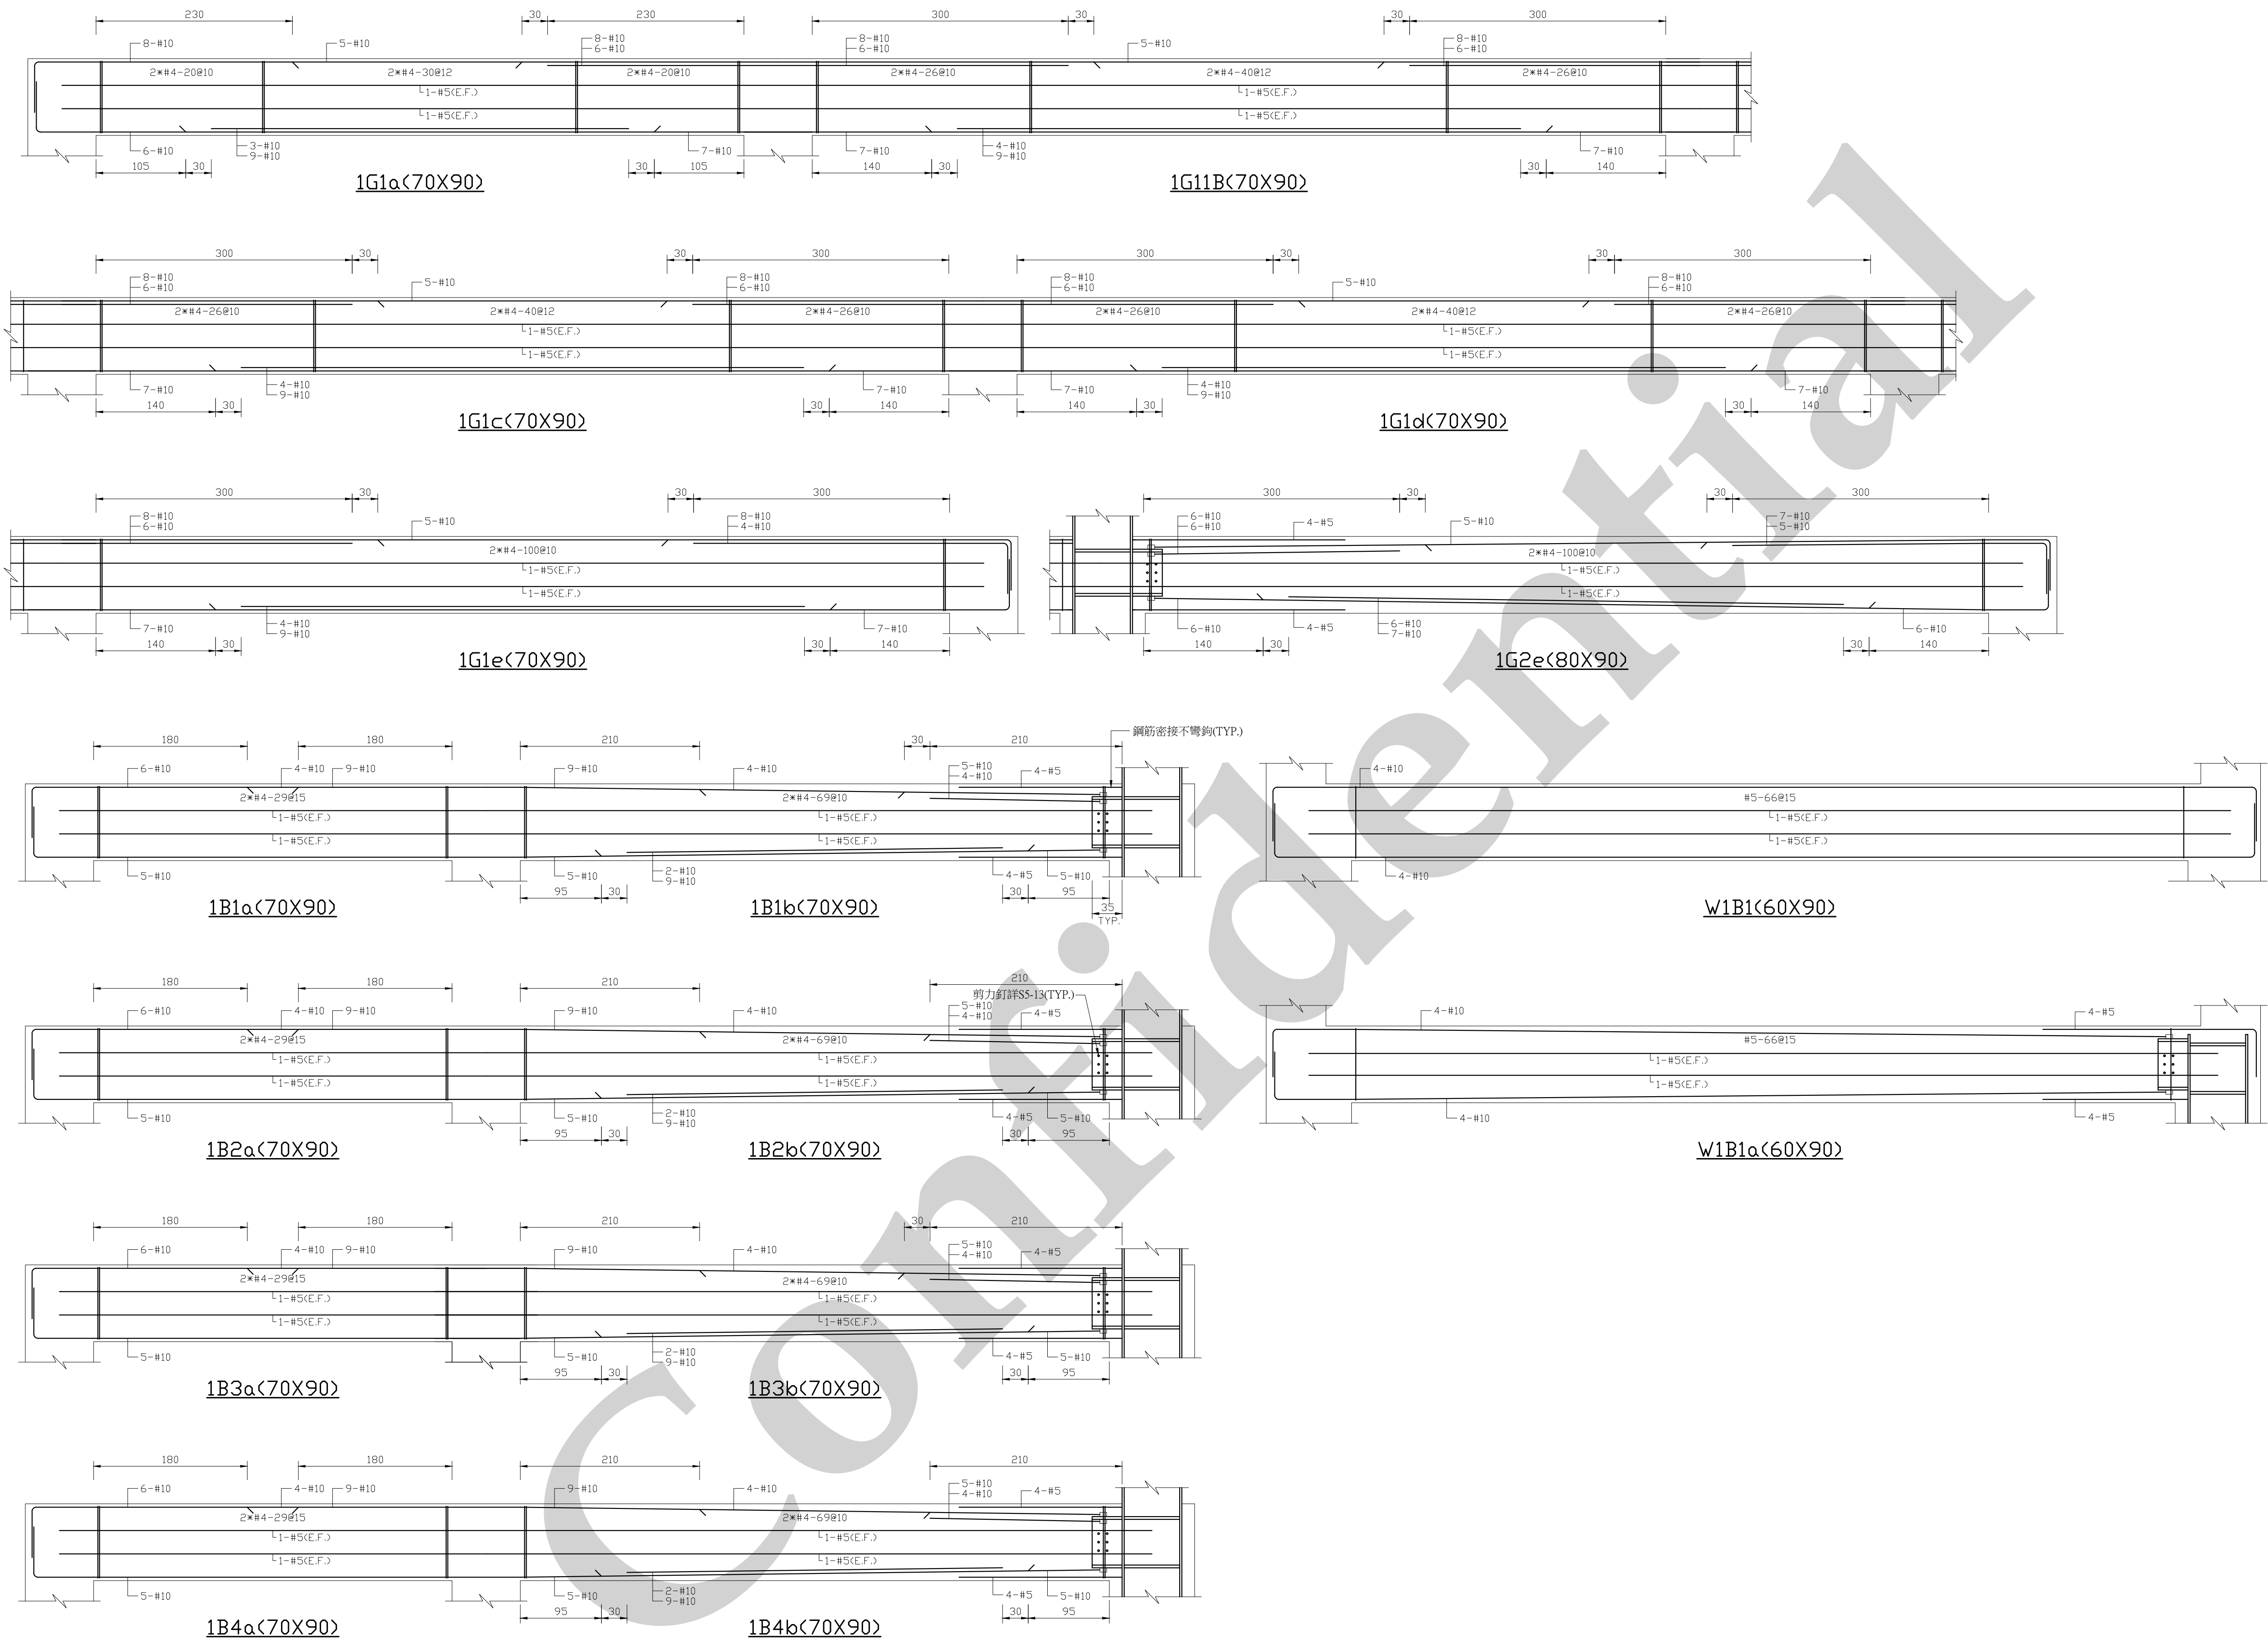 230 30 230 300 30 30 300
8-#10 5-#10 8-#10 8-#10 5-#10 8-#10
6-#10 6-#10 6-#10
2*#4-20@10 2*#4-30@12 2*#4-20@10 2*#4-26@10 2*#4-40@12 2*#4-26@10
1-#5(E.F.) 1-#5(E.F.)
1-#5(E.F.) 1-#5(E.F.)
6-#10 3-#10 7-#10 7-#10 4-#10 7-#10
9-#10 9-#10
105 30 30 105 140 30 30 140
1G1a(70X90) 1G11B(70X90)
300 30 30 300 300 30 30 300
8-#10 5-#10 8-#10 8-#10 5-#10 8-#10
6-#10 6-#10 6-#10 6-#10
2*#4-26@10 2*#4-40@12 2*#4-26@10 2*#4-26@10 2*#4-40@12 2*#4-26@10
1-#5(E.F.) 1-#5(E.F.)
1-#5(E.F.) 1-#5(E.F.)
7-#10 4-#10 7-#10 7-#10 4-#10 7-#10
9-#10 9-#10
140 30 30 140 140 30 30 140
1G1c(70X90) 1G1d(70X90)
300 30 30 300 300 30 30 300
8-#10 5-#10 8-#10 6-#10 4-#5 5-#10 7-#10
6-#10 4-#10 6-#10 5-#10
2*#4-100@10 2*#4-100@10
1-#5(E.F.) 1-#5(E.F.)
1-#5(E.F.) 1-#5(E.F.)
7-#10 4-#10 7-#10 6-#10 4-#5 6-#10 6-#10
9-#10 7-#10
140 30 30 140 140 30 30 140
1G1e(70X90) 1G2e(80X90)
鋼筋密接不彎鉤(TYP.)
180 180 210 30 210
6-#10 4-#10 9-#10 9-#10 4-#10 5-#10 4-#5 4-#10
4-#10
2*#4-29@15 2*#4-69@10 #5-66@15
1-#5(E.F.) 1-#5(E.F.) 1-#5(E.F.)
1-#5(E.F.) 1-#5(E.F.) 1-#5(E.F.)
5-#10 5-#10 2-#10 4-#5 5-#10 4-#10
9-#10
95 30 30 95
35
TYP.
1B1a(70X90) 1B1b(70X90) W1B1(60X90)
180 180 210 210
剪力釘詳S5-13(TYP.)
6-#10 4-#10 9-#10 9-#10 4-#10 5-#10 4-#5 4-#10 4-#5
4-#10
2*#4-29@15 2*#4-69@10 #5-66@15
1-#5(E.F.) 1-#5(E.F.) 1-#5(E.F.)
1-#5(E.F.) 1-#5(E.F.) 1-#5(E.F.)
5-#10 5-#10 2-#10 4-#5 5-#10 4-#10 4-#5
9-#10
95 30 30 95
1B2a(70X90) 1B2b(70X90) W1B1a(60X90)
180 180 210 30 210
6-#10 4-#10 9-#10 9-#10 4-#10 5-#10 4-#5
4-#10
2*#4-29@15 2*#4-69@10
1-#5(E.F.) 1-#5(E.F.)
1-#5(E.F.) 1-#5(E.F.)
5-#10 5-#10 2-#10 4-#5 5-#10
9-#10
95 30 30 95
1B3a(70X90) 1B3b(70X90)
180 180 210 210
6-#10 4-#10 9-#10 9-#10 4-#10 5-#10 4-#5
4-#10
2*#4-29@15 2*#4-69@10
1-#5(E.F.) 1-#5(E.F.)
1-#5(E.F.) 1-#5(E.F.)
5-#10 5-#10 2-#10 4-#5 5-#10
9-#10
95 30 30 95
1B4a(70X90) 1B4b(70X90)
Confidential